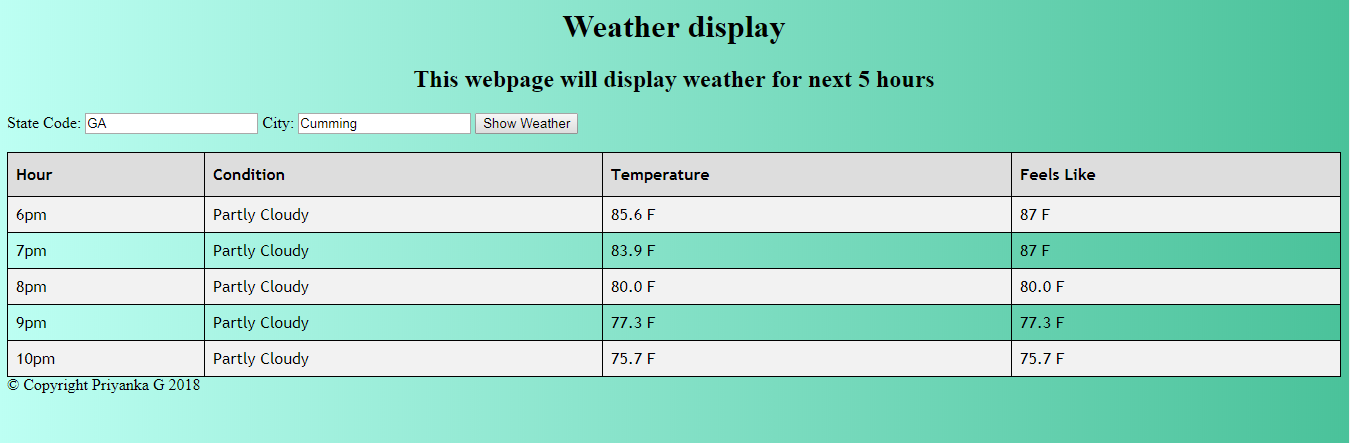 Weather display
This webpage will display weather for next 5 hours
State Code: GA City: Cumming Show Weather
Hour Condition Temperature Feels Like
6pm Partly Cloudy 85.6 F 87 F
7pm Partly Cloudy 83.9 F 87 F
8pm Partly Cloudy 80.0 F 80.0 F
9pm Partly Cloudy 77.3 F 77.3 F
10pm Partly Cloudy 75.7 F 75.7 F
© Copyright Priyanka G 2018